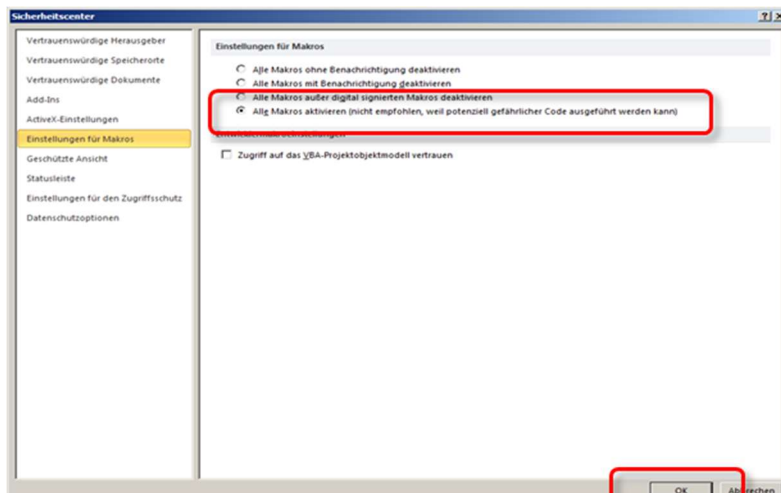 Sicherheitscenter
Vertrauenswürdige Herausgeber
Vertrauenswürdige Speicherorte
Vertrauenswürdige Dokumente
Add-Ins
ActiveX-Einstellungen
Einstellungen für Makros
Geschützte Ansicht
Statusleiste
Einstellungen für den Zugriffsschutz
Datenschutzoptionen
Einstellungen für Makros
Alle Makros ohne Benachrichtigung deaktivieren
Alle Makros mit Benachrichtigung deaktivieren
Alle Makros außer digital signierten Makros deaktivieren
Alle Makros aktivieren (nicht empfohlen, weil potenziell gefährlicher Code ausgeführt werden kann)
Entwicklermakroeinstellungen
Zugriff auf das VBA-Projektobjektmodell vertrauen
OK
Abbrechen